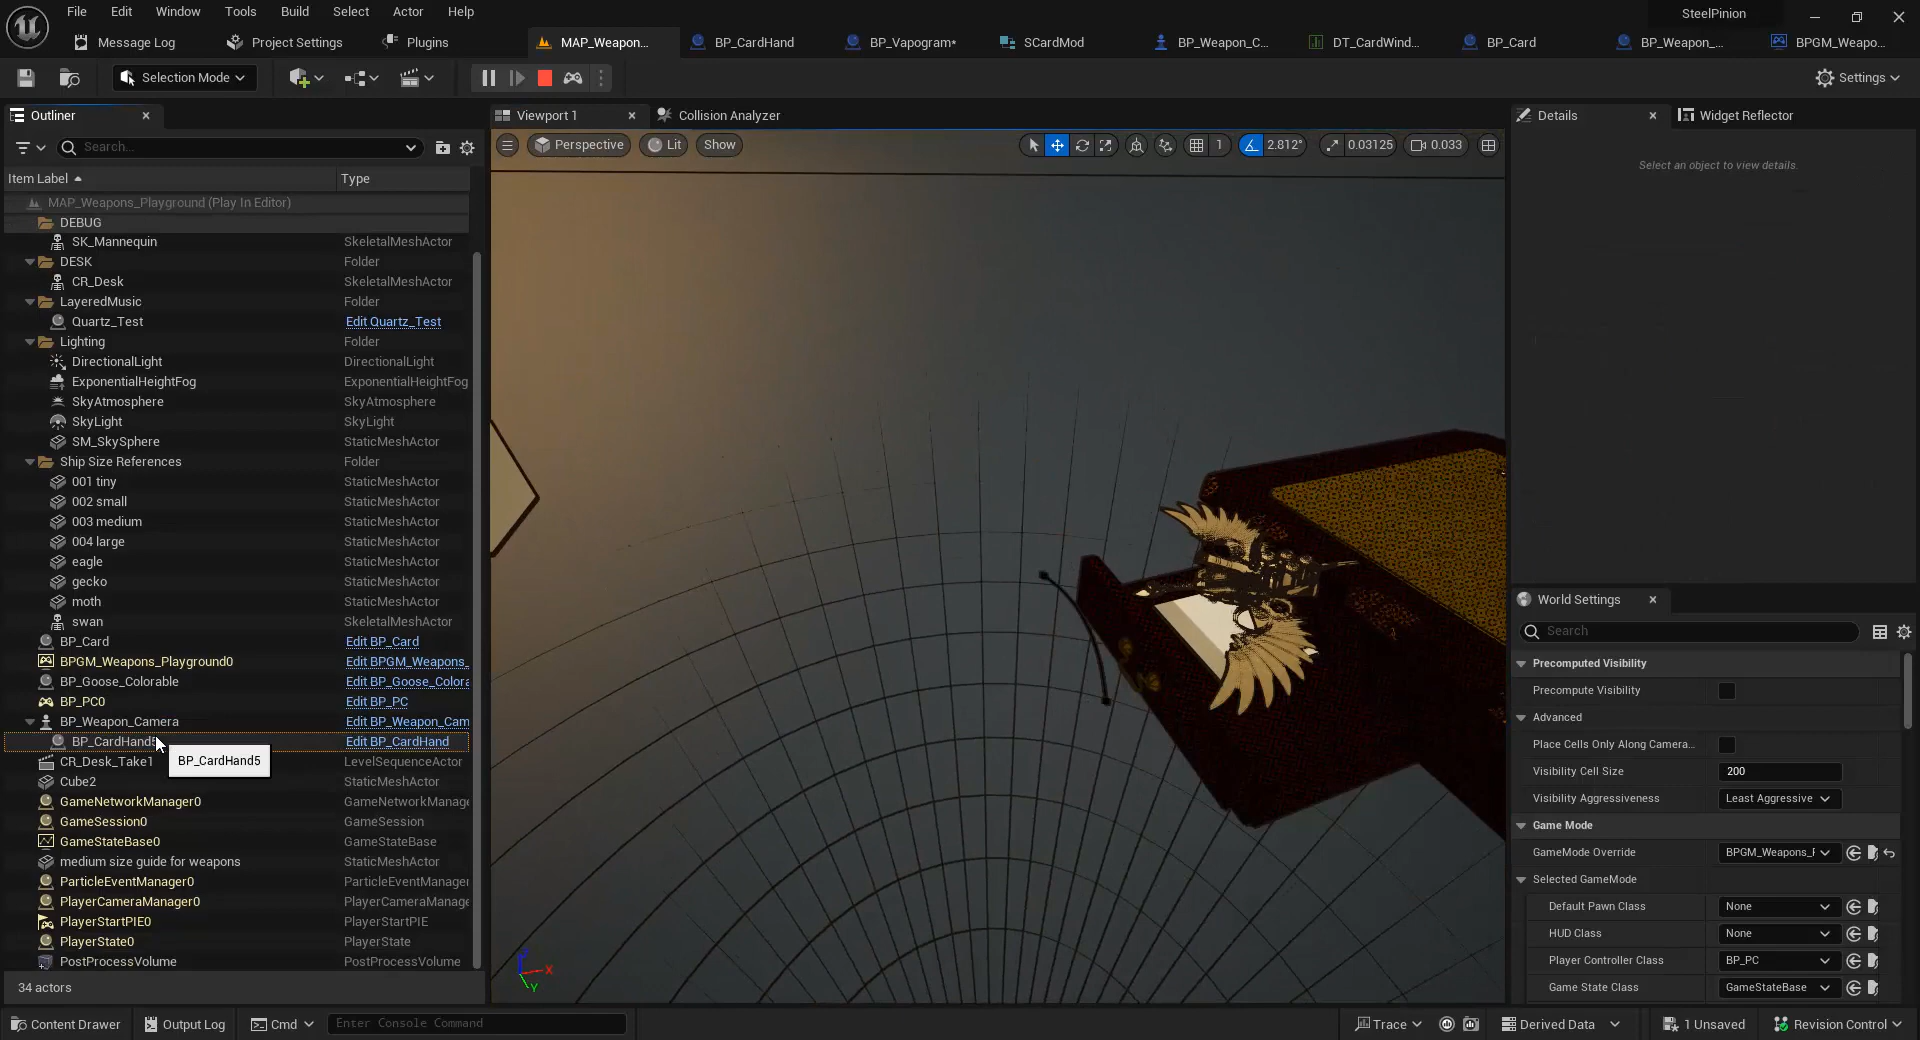 File Edit Window Tools Build Select Actor Help
SteelPinion
Message Log
Project Settings
Plugins
MAP_Weapon...
BP_CardHand
BP_Vapogram*
SCardMod
BP_Weapon_C...
DT_CardWind...
BP_Card
BP_Weapon_...
BPGM_Weapo...
Selection Mode
Settings
Outliner
Viewport 1
Collision Analyzer
Details
Widget Reflector
Search...
Perspective
Lit
Show
1
2.812°
0.03125
0.033
Select an object to view details.
Item Label
Type
MAP_Weapons_Playground (Play In Editor)
DEBUG
SK_Mannequin SkeletalMeshActor
DESK Folder
CR_Desk SkeletalMeshActor
LayeredMusic Folder
Quartz_Test Edit Quartz_Test
Lighting Folder
DirectionalLight DirectionalLight
ExponentialHeightFog ExponentialHeightFog
SkyAtmosphere SkyAtmosphere
SkyLight SkyLight
SM_SkySphere StaticMeshActor
Ship Size References Folder
001 tiny StaticMeshActor
002 small StaticMeshActor
003 medium StaticMeshActor
004 large StaticMeshActor
eagle StaticMeshActor
gecko StaticMeshActor
moth StaticMeshActor
swan SkeletalMeshActor
BP_Card Edit BP_Card
BPGM_Weapons_Playground0 Edit BPGM_Weapons_
BP_Goose_Colorable Edit BP_Goose_Colora
BP_PC0 Edit BP_PC
BP_Weapon_Camera Edit BP_Weapon_Cam
BP_CardHand5 Edit BP_CardHand
BP_CardHand5
CR_Desk_Take1 LevelSequenceActor
Cube2 StaticMeshActor
GameNetworkManager0 GameNetworkManage
GameSession0 GameSession
GameStateBase0 GameStateBase
medium size guide for weapons StaticMeshActor
ParticleEventManager0 ParticleEventManager
PlayerCameraManager0 PlayerCameraManage
PlayerStartPIE0 PlayerStartPIE
PlayerState0 PlayerState
PostProcessVolume PostProcessVolume
34 actors
X
Y
World Settings
Search
Precomputed Visibility
Precompute Visibility
Advanced
Place Cells Only Along Camera...
Visibility Cell Size 200
Visibility Aggressiveness Least Aggressive
Game Mode
GameMode Override BPGM_Weapons_F
Selected GameMode
Default Pawn Class None
HUD Class None
Player Controller Class BP_PC
Game State Class GameStateBase
Content Drawer
Output Log
Cmd
Enter Console Command
Trace
Derived Data
1 Unsaved
Revision Control